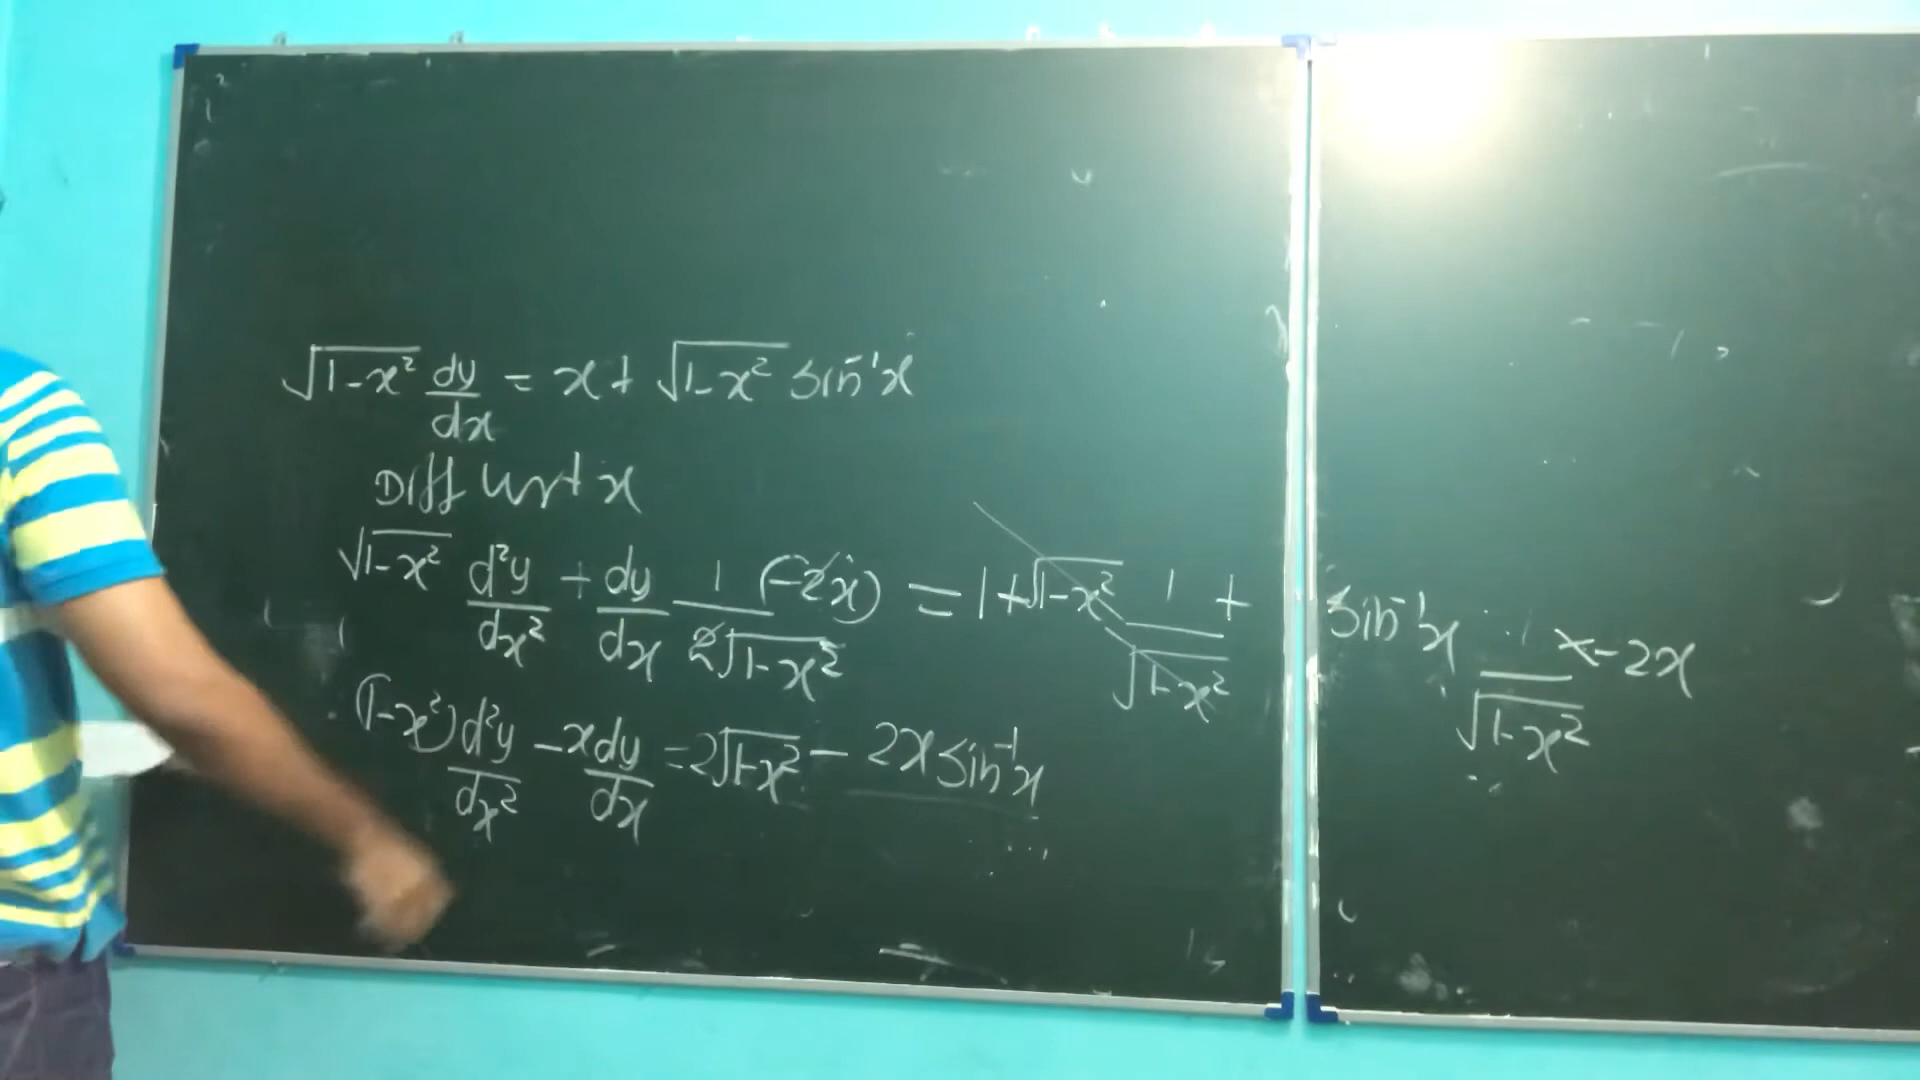 √(1-x²) dy/dx = x + √(1-x²) sin⁻¹x
Diff wrt x
√(1-x²) d²y/dx² + dy/dx 1/(2√(1-x²)) (-2x) = 1 + √(1-x²) 1/√(1-x²) + sin⁻¹x 1/√(1-x²) × -2x
(1-x²) d²y/dx² - x dy/dx = 2√(1-x²) - 2x sin⁻¹x